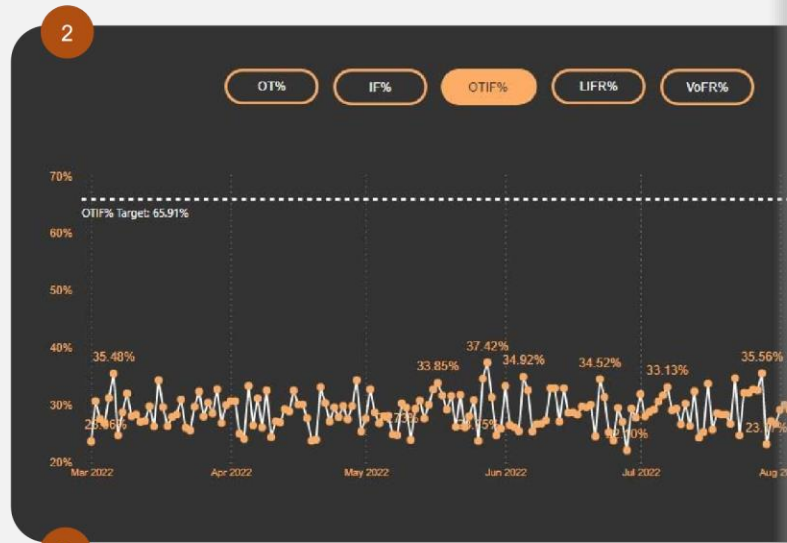 2
OT% IF% OTIF% LIFR% VoFR%
70%
OTIF% Target: 65.91%
60%
50%
40%
35.48% 33.85% 37.42% 34.92% 34.52% 33.13% 35.56%
30%
20%
Mar 2022 Apr 2022 May 2022 Jun 2022 Jul 2022